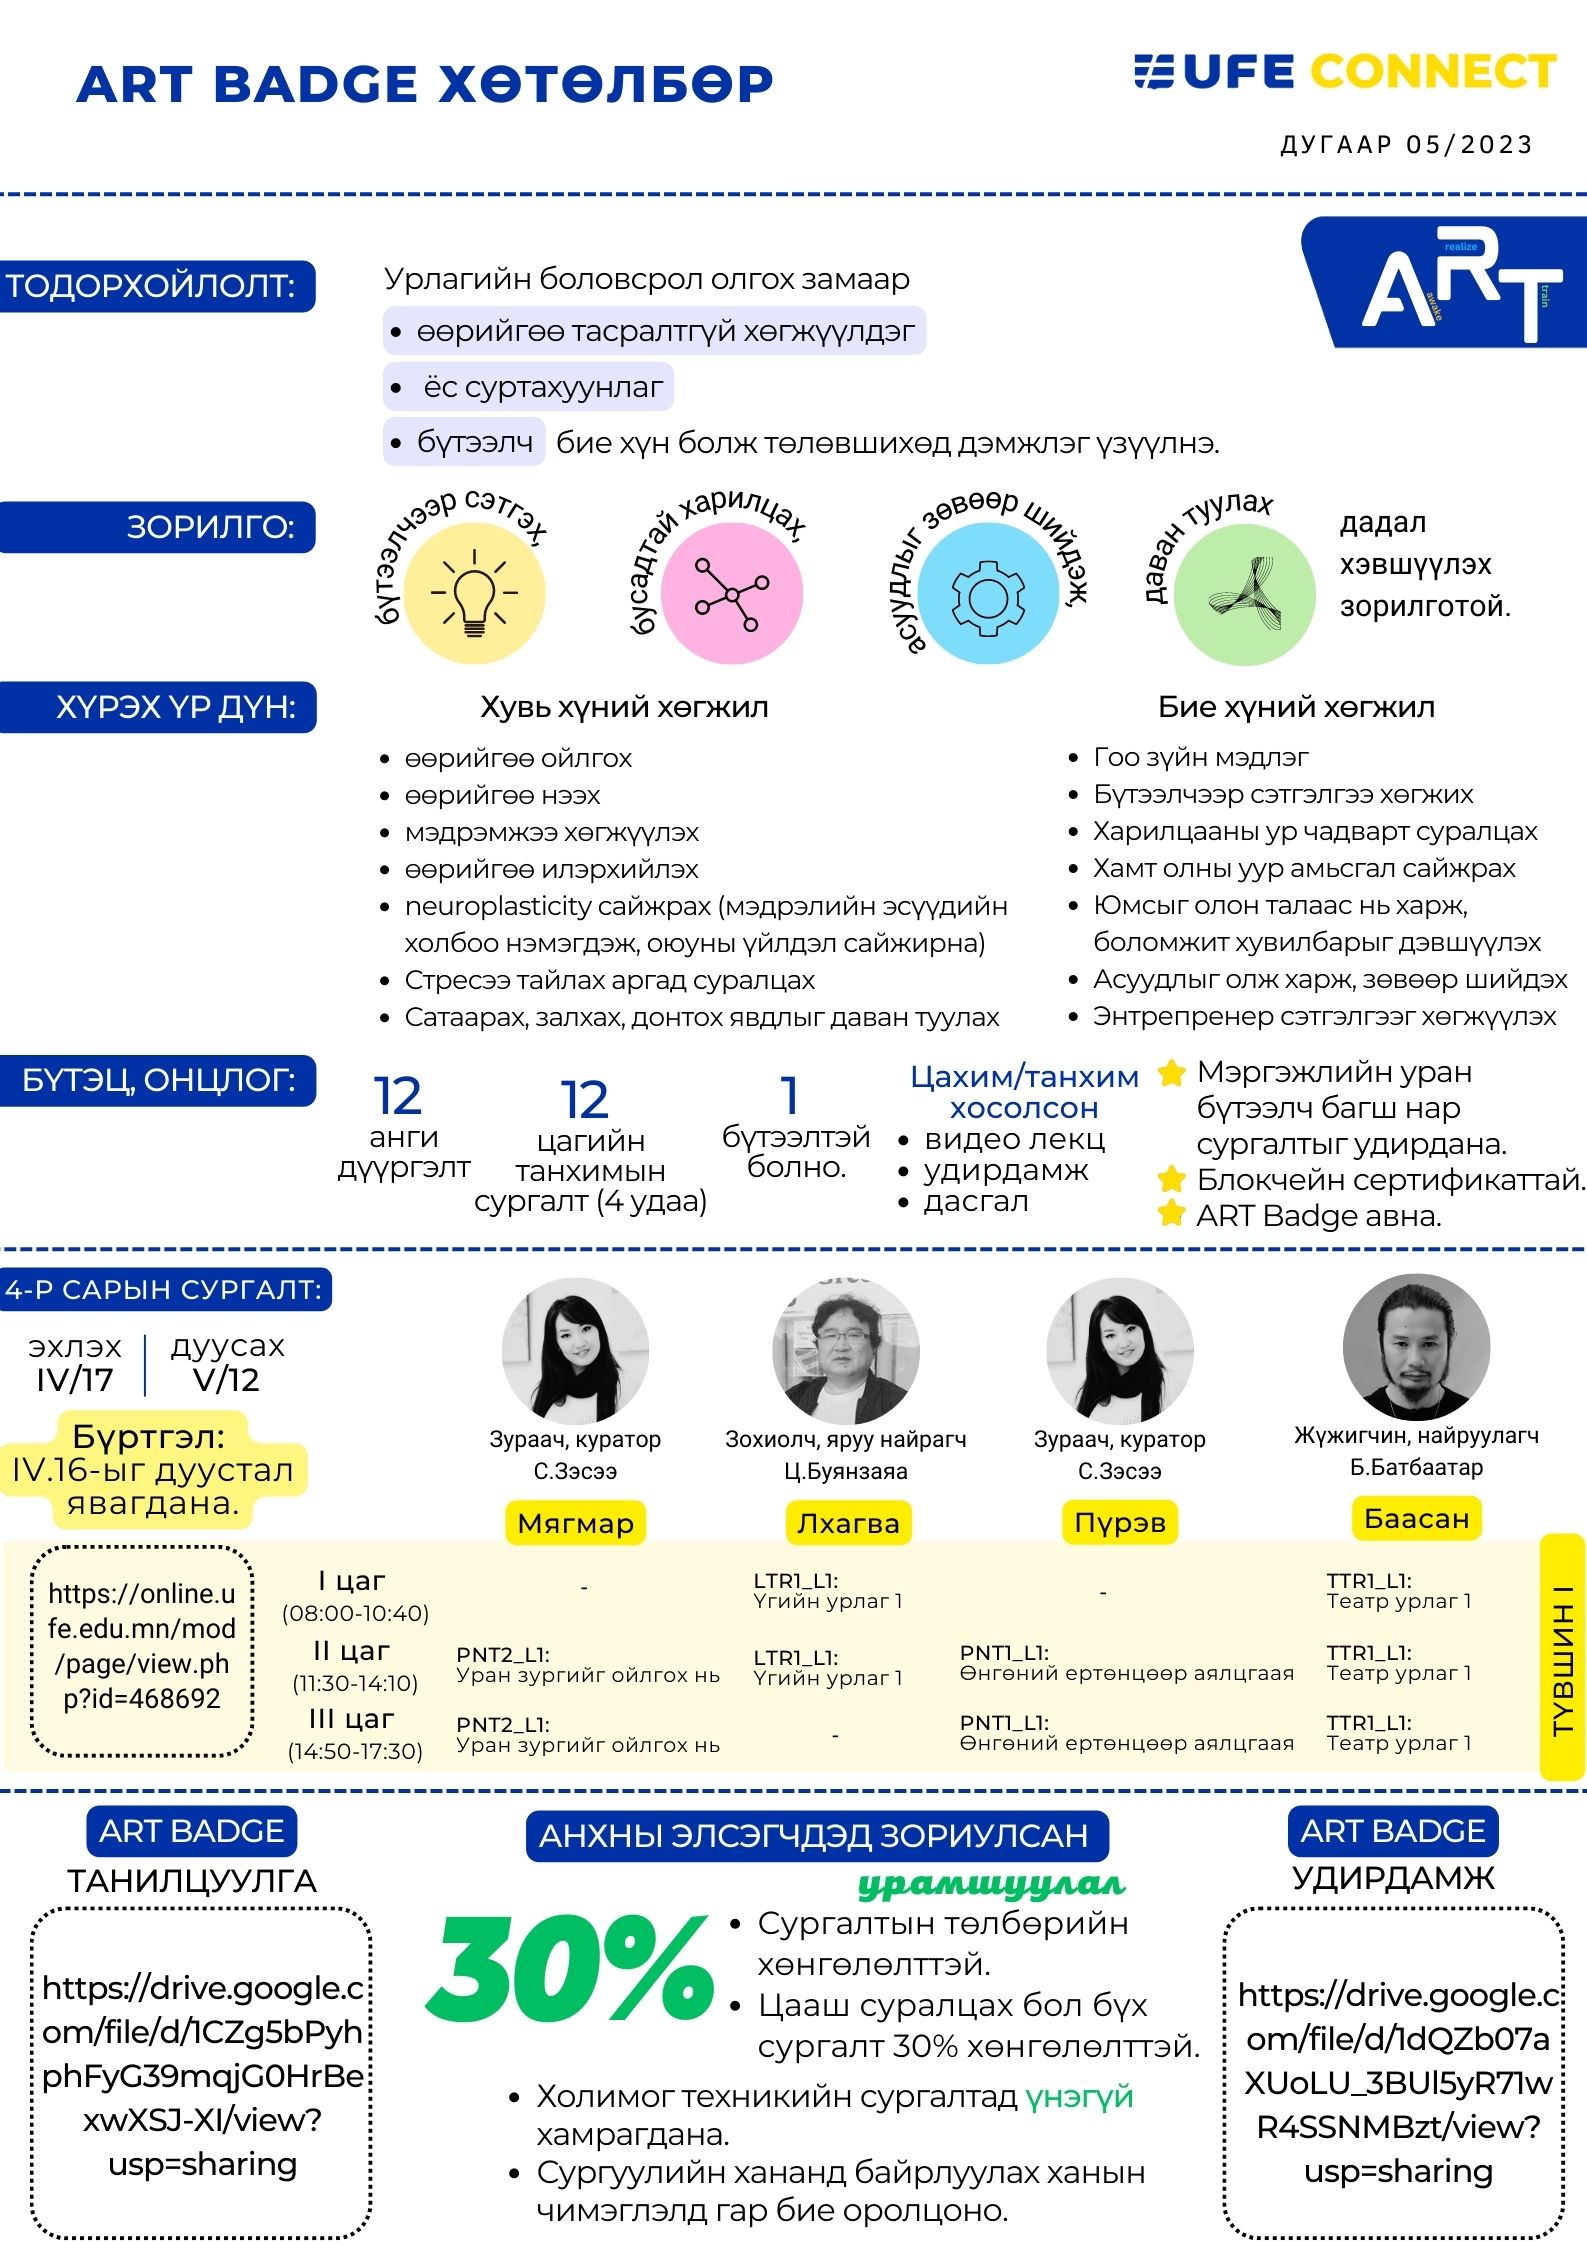 ART BADGE ХӨТӨЛБӨР
UFE CONNECT
ДУГААР 05/2023
ART
realize
awake
train
ТОДОРХОЙЛОЛТ:
Урлагийн боловсрол олгох замаар
• өөрийгөө тасралтгүй хөгжүүлдэг
• ёс суртахуунлаг
• бүтээлч бие хүн болж төлөвшихөд дэмжлэг үзүүлнэ.
ЗОРИЛГО:
бүтээлчээр сэтгэх,
бусадтай харилцах,
асуудлыг зөвөөр шийдэж,
даван туулах
дадал
хэвшүүлэх
зорилготой.
ХҮРЭХ ҮР ДҮН:
Хувь хүний хөгжил
• өөрийгөө ойлгох
• өөрийгөө нээх
• мэдрэмжээ хөгжүүлэх
• өөрийгөө илэрхийлэх
• neuroplasticity сайжрах (мэдрэлийн эсүүдийн
холбоо нэмэгдэж, оюуны үйлдэл сайжирна)
• Стресээ тайлах аргад суралцах
• Сатаарах, залхах, донтох явдлыг даван туулах
Бие хүний хөгжил
• Гоо зүйн мэдлэг
• Бүтээлчээр сэтгэлгээ хөгжих
• Харилцааны ур чадварт суралцах
• Хамт олны уур амьсгал сайжрах
• Юмсыг олон талаас нь харж,
боломжит хувилбарыг дэвшүүлэх
• Асуудлыг олж харж, зөвөөр шийдэх
• Энтрепренер сэтгэлгээг хөгжүүлэх
БҮТЭЦ, ОНЦЛОГ:
12
анги
дүүргэлт
12
цагийн
танхимын
сургалт (4 удаа)
1
бүтээлтэй
болно.
Цахим/танхим
хосолсон
• видео лекц
• удирдамж
• дасгал
Мэргэжлийн уран
бүтээлч багш нар
сургалтыг удирдана.
Блокчейн сертификаттай.
ART Badge авна.
4-Р САРЫН СУРГАЛТ:
эхлэх
IV/17
дуусах
V/12
Бүртгэл:
IV.16-ыг дуустал
явагдана.
Зураач, куратор
С.Зэсээ
Мягмар
Зохиолч, яруу найрагч
Ц.Буянзаяа
Лхагва
Зураач, куратор
С.Зэсээ
Пүрэв
Жүжигчин, найруулагч
Б.Батбаатар
Баасан
https://online.u
fe.edu.mn/mod
/page/view.ph
p?id=468692
I цаг
(08:00-10:40)
-
LTR1_L1:
Үгийн урлаг 1
-
TTR1_L1:
Театр урлаг 1
II цаг
(11:30-14:10)
PNT2_L1:
Уран зургийг ойлгох нь
LTR1_L1:
Үгийн урлаг 1
PNT1_L1:
Өнгөний ертөнцөөр аялцгаая
TTR1_L1:
Театр урлаг 1
III цаг
(14:50-17:30)
PNT2_L1:
Уран зургийг ойлгох нь
-
PNT1_L1:
Өнгөний ертөнцөөр аялцгаая
TTR1_L1:
Театр урлаг 1
ТҮВШИН I
ART BADGE
ТАНИЛЦУУЛГА
https://drive.google.c
om/file/d/1CZg5bPyh
phFyG39mqjG0HrBe
xwXSJ-XI/view?
usp=sharing
АНХНЫ ЭЛСЭГЧДЭД ЗОРИУЛСАН
урамшуулал
30%
• Сургалтын төлбөрийн
хөнгөлөлттэй.
• Цааш суралцах бол бүх
сургалт 30% хөнгөлөлттэй.
• Холимог техникийн сургалтад үнэгүй
хамрагдана.
• Сургуулийн хананд байрлуулах ханын
чимэглэлд гар бие оролцоно.
ART BADGE
УДИРДАМЖ
https://drive.google.c
om/file/d/1dQZb07a
XUoLU_3BUl5yR71w
R4SSNMBzt/view?
usp=sharing